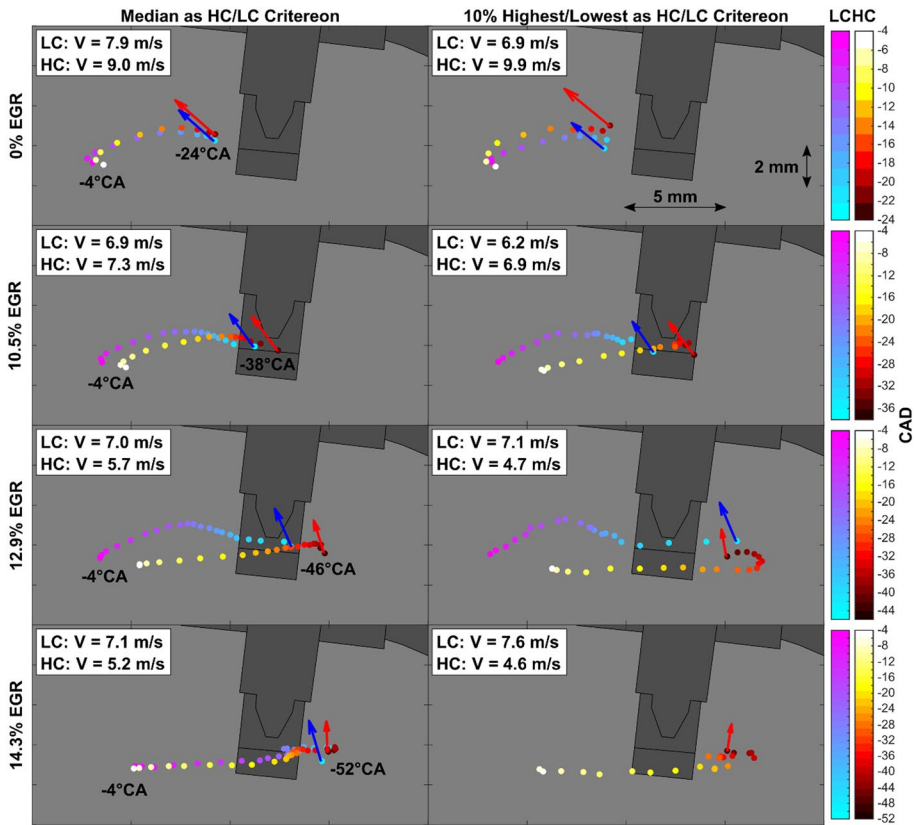 Median as HC/LC Critereon
10% Highest/Lowest as HC/LC Critereon
LCHC
0% EGR
LC: V = 7.9 m/s
HC: V = 9.0 m/s
-24°CA
-4°CA
LC: V = 6.9 m/s
HC: V = 9.9 m/s
2 mm
5 mm
-4
-6
-8
-10
-12
-14
-16
-18
-20
-22
-24
10.5% EGR
LC: V = 6.9 m/s
HC: V = 7.3 m/s
-38°CA
-4°CA
LC: V = 6.2 m/s
HC: V = 6.9 m/s
-4
-8
-12
-16
-20
-24
-28
-32
-36
CAD
12.9% EGR
LC: V = 7.0 m/s
HC: V = 5.7 m/s
-46°CA
-4°CA
LC: V = 7.1 m/s
HC: V = 4.7 m/s
-4
-8
-12
-16
-20
-24
-28
-32
-36
-40
-44
14.3% EGR
LC: V = 7.1 m/s
HC: V = 5.2 m/s
-52°CA
-4°CA
LC: V = 7.6 m/s
HC: V = 4.6 m/s
-4
-8
-12
-16
-20
-24
-28
-32
-36
-40
-44
-48
-52